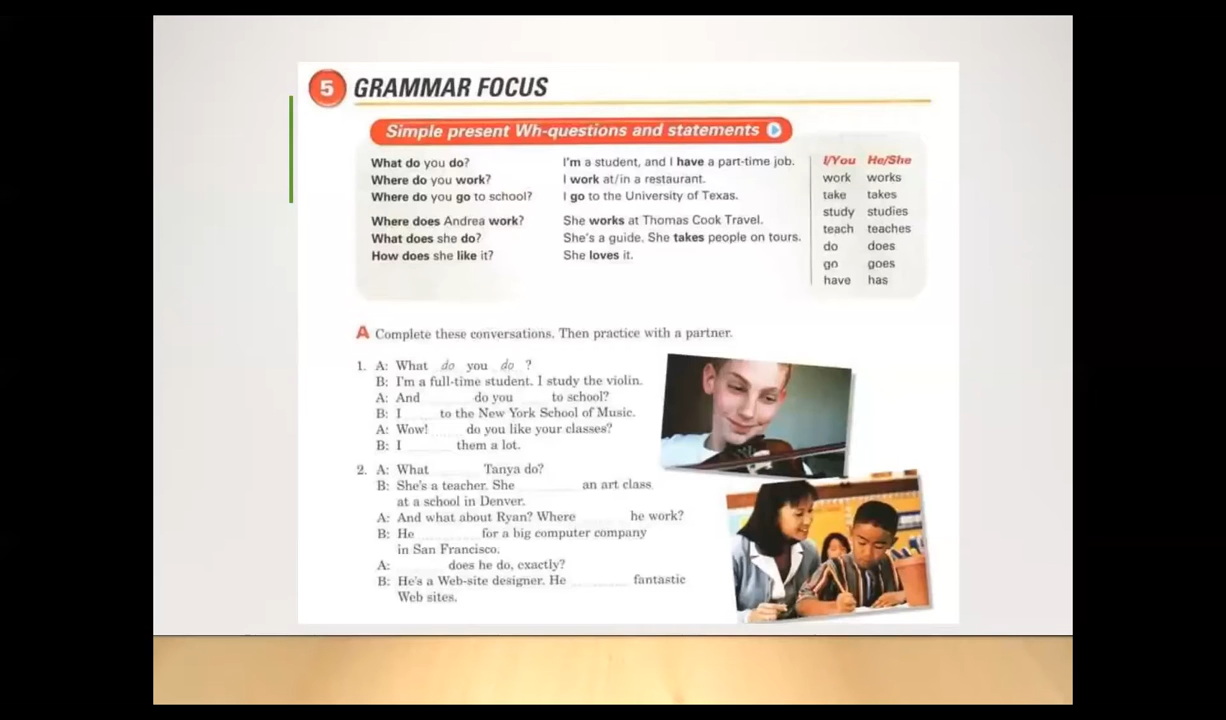 5 GRAMMAR FOCUS
Simple present Wh-questions and statements
What do you do? I'm a student, and I have a part-time job.
Where do you work? I work at/in a restaurant.
Where do you go to school? I go to the University of Texas.
Where does Andrea work? She works at Thomas Cook Travel.
What does she do? She's a guide. She takes people on tours.
How does she like it? She loves it.
I/You He/She
work works
take takes
study studies
teach teaches
do does
go goes
have has
A Complete these conversations. Then practice with a partner.
1. A: What do you do ?
B: I'm a full-time student. I study the violin.
A: And ........ do you ........ to school?
B: I ........ to the New York School of Music.
A: Wow! ........ do you like your classes?
B: I ........ them a lot.
2. A: What ........ Tanya do?
B: She's a teacher. She ........ an art class
at a school in Denver.
A: And what about Ryan? Where ........ he work?
B: He ........ for a big computer company
in San Francisco.
A: ........ does he do, exactly?
B: He's a Web-site designer. He ........ fantastic
Web sites.